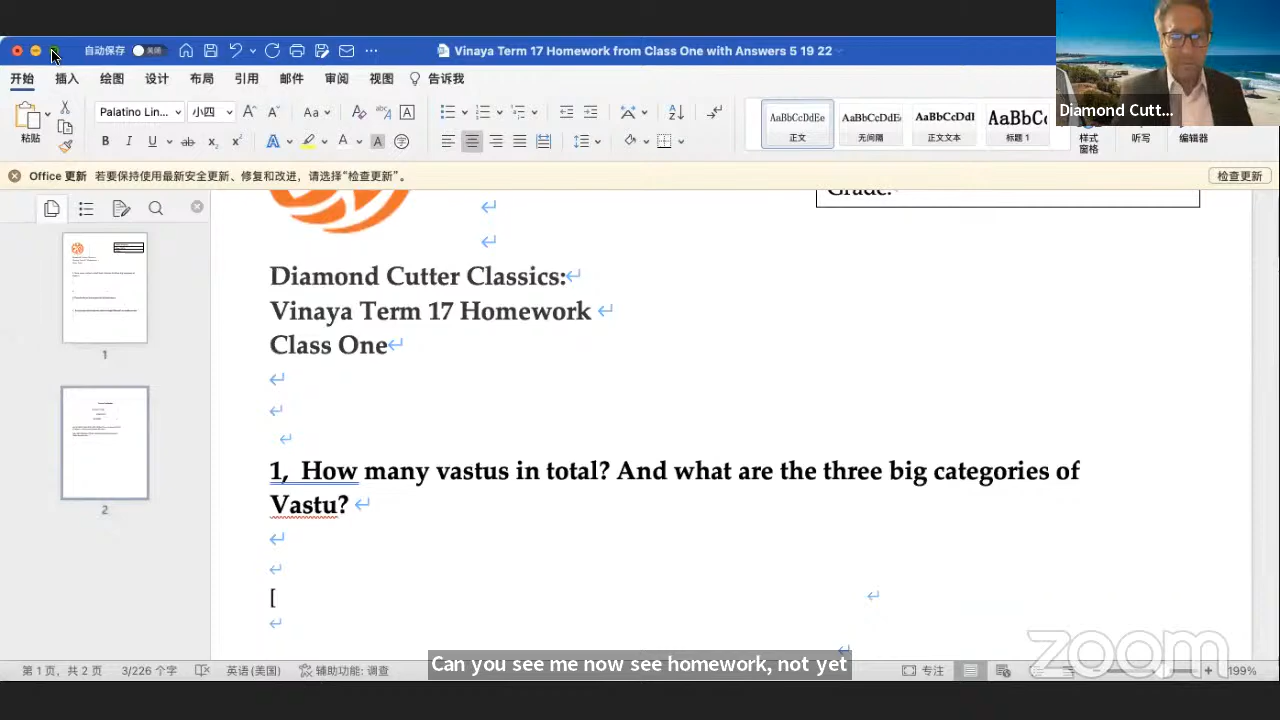 自动保存
Vinaya Term 17 Homework from Class One with Answers 5 19 22
开始 插入 绘图 设计 布局 引用 邮件 审阅 视图 告诉我
Palatino Lin... 小四
粘贴
AaBbCcDdEe AaBbCcDdE AaBbCcDdI AaBbCc
正文 无间隔 正文文本 标题 1
样式
窗格
听写
编辑器
Diamond Cutt...
Office 更新 若要保持使用最新安全更新、修复和改进，请选择“检查更新”。 检查更新
Grade:
Diamond Cutter Classics:
Vinaya Term 17 Homework
Class One
1, How many vastus in total? And what are the three big categories of
Vastu?
[
1
2
Can you see me now see homework, not yet
zoom
第1页，共2页 3/226 个字 英语(美国) 辅助功能: 调查 专注 199%